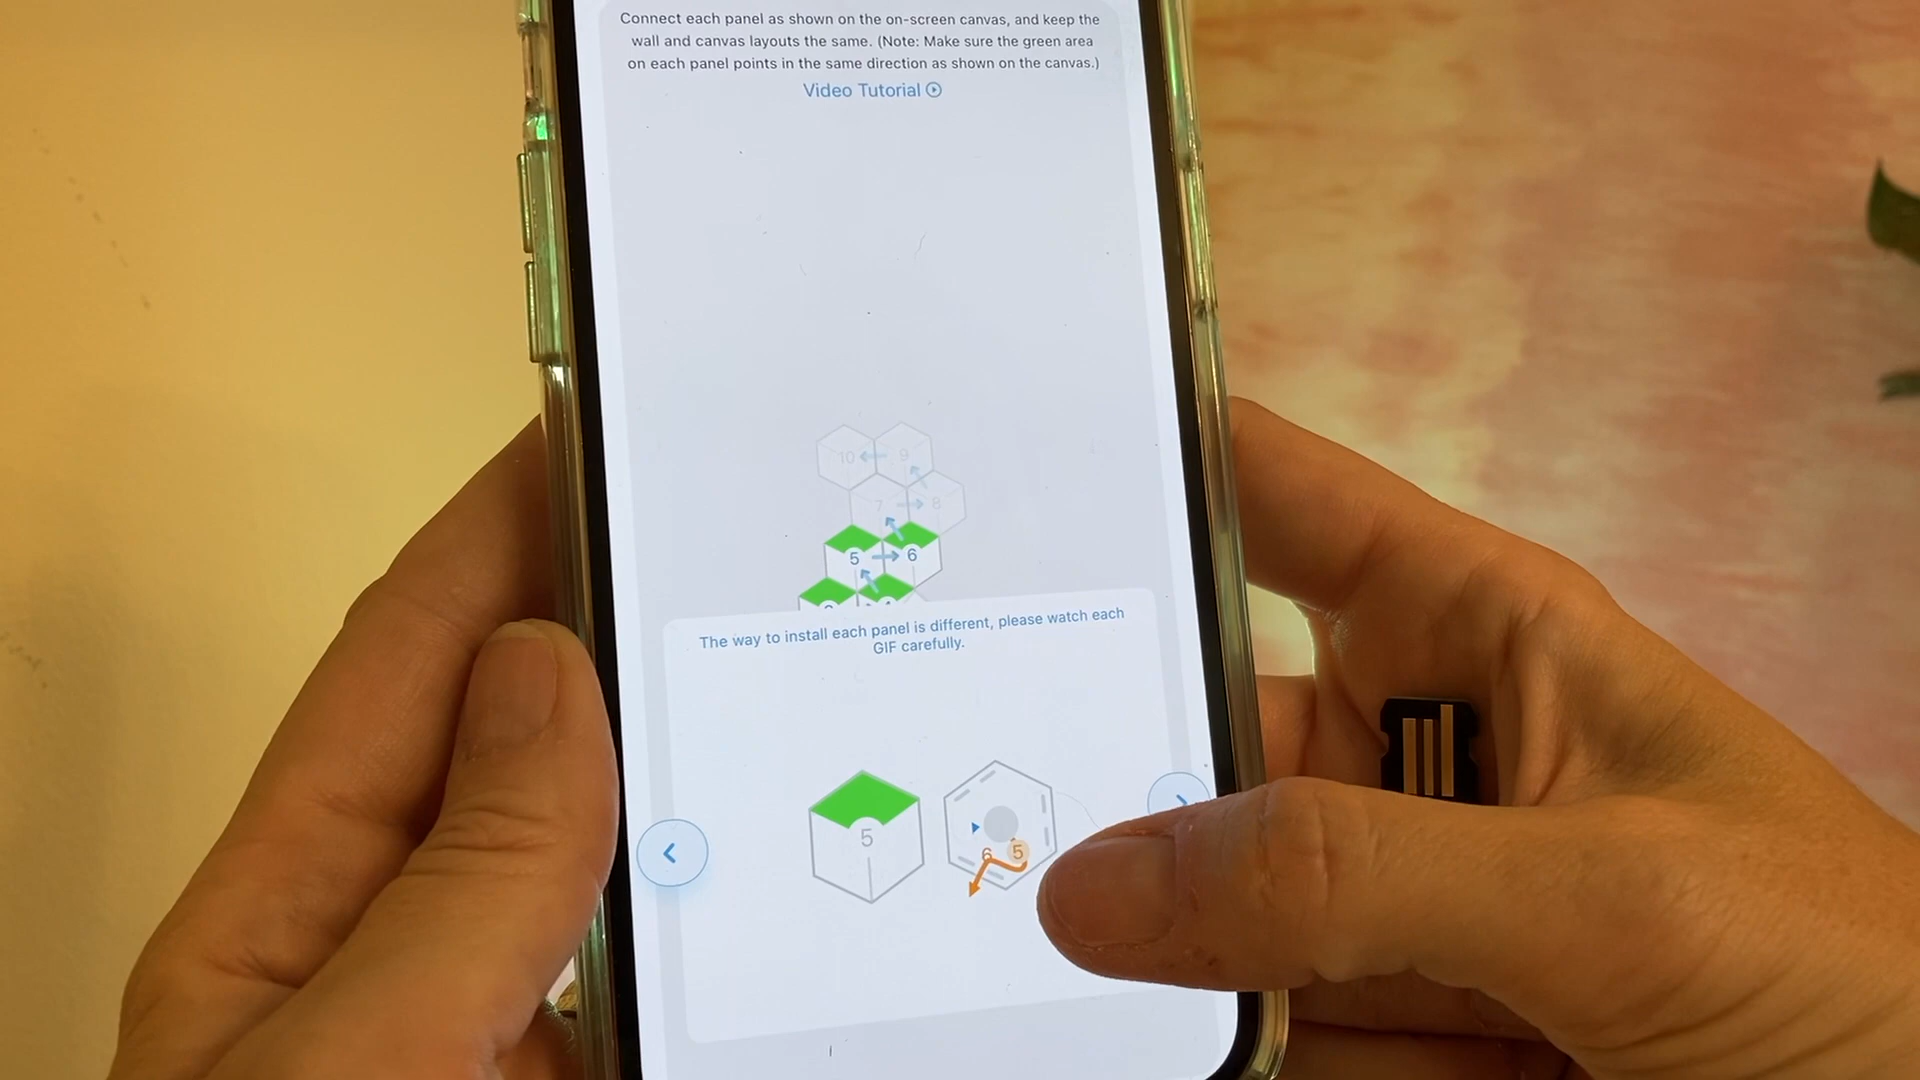 Connect each panel as shown on the on-screen canvas, and keep the
wall and canvas layouts the same. (Note: Make sure the green area
on each panel points in the same direction as shown on the canvas.)
Video Tutorial
10 9
7 8
5 6
The way to install each panel is different, please watch each
GIF carefully.
5
6 5